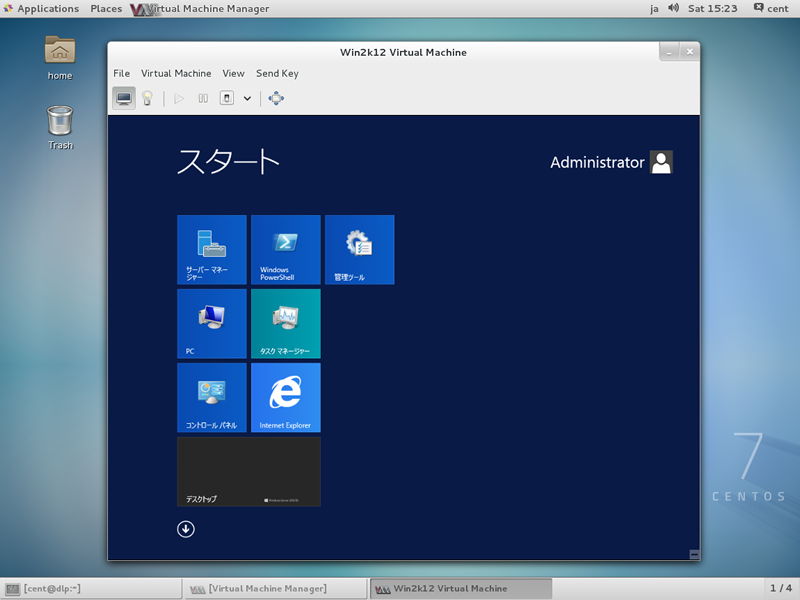 Applications Places Virtual Machine Manager ja Sat 15:23 cent
home
Trash
Win2k12 Virtual Machine
File Virtual Machine View Send Key
スタート
Administrator
サーバー マネージャー
Windows PowerShell
管理ツール
PC
タスク マネージャー
コントロール パネル
Internet Explorer
デスクトップ
7
CENTOS
[cent@dlp:~] [Virtual Machine Manager] Win2k12 Virtual Machine 1 / 4